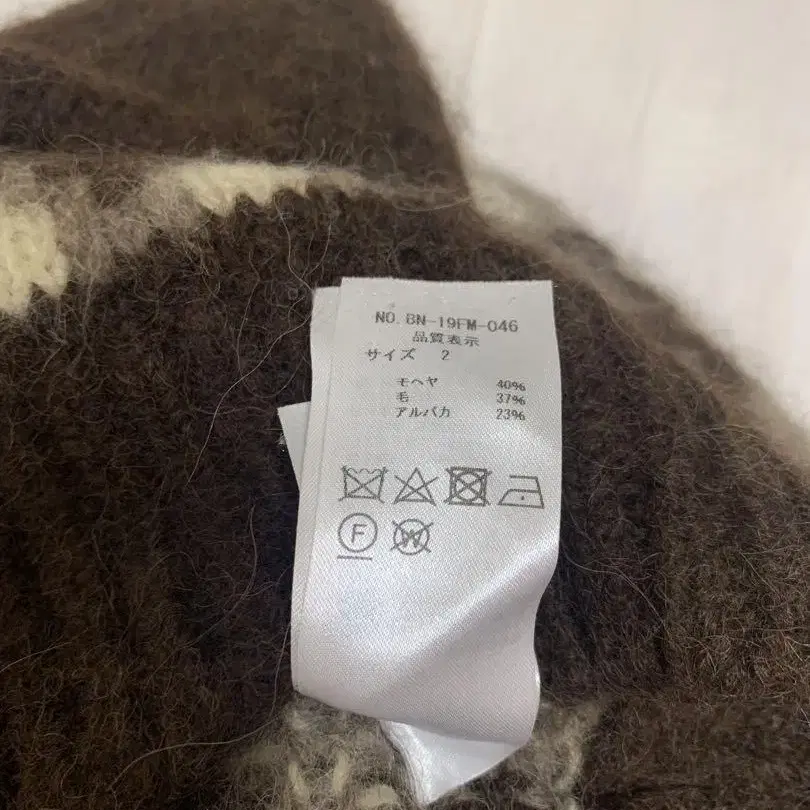 NO. BN-19FM-046
品質表示
サイズ 2
モヘヤ 40%
毛 37%
アルパカ 23%
F W